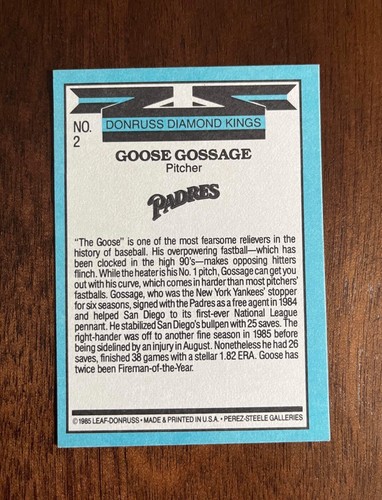 NO.
2
DONRUSS DIAMOND KINGS
GOOSE GOSSAGE
Pitcher
PADRES
"The Goose" is one of the most fearsome relievers in the
history of baseball. His overpowering fastball—which has
been clocked in the high 90's—makes opposing hitters
flinch. While the heater is his No. 1 pitch, Gossage can get you
out with his curve, which comes in harder than most pitchers'
fastballs. Gossage, who was the New York Yankees' stopper
for six seasons, signed with the Padres as a free agent in 1984
and helped San Diego to its first-ever National League
pennant. He stabilized San Diego's bullpen with 25 saves. The
right-hander was off to another fine season in 1985 before
being sidelined by an injury in August. Nonetheless he had 26
saves, finished 38 games with a stellar 1.82 ERA. Goose has
twice been Fireman-of-the-Year.
©1985 LEAF-DONRUSS • MADE & PRINTED IN U.S.A. • PEREZ-STEELE GALLERIES